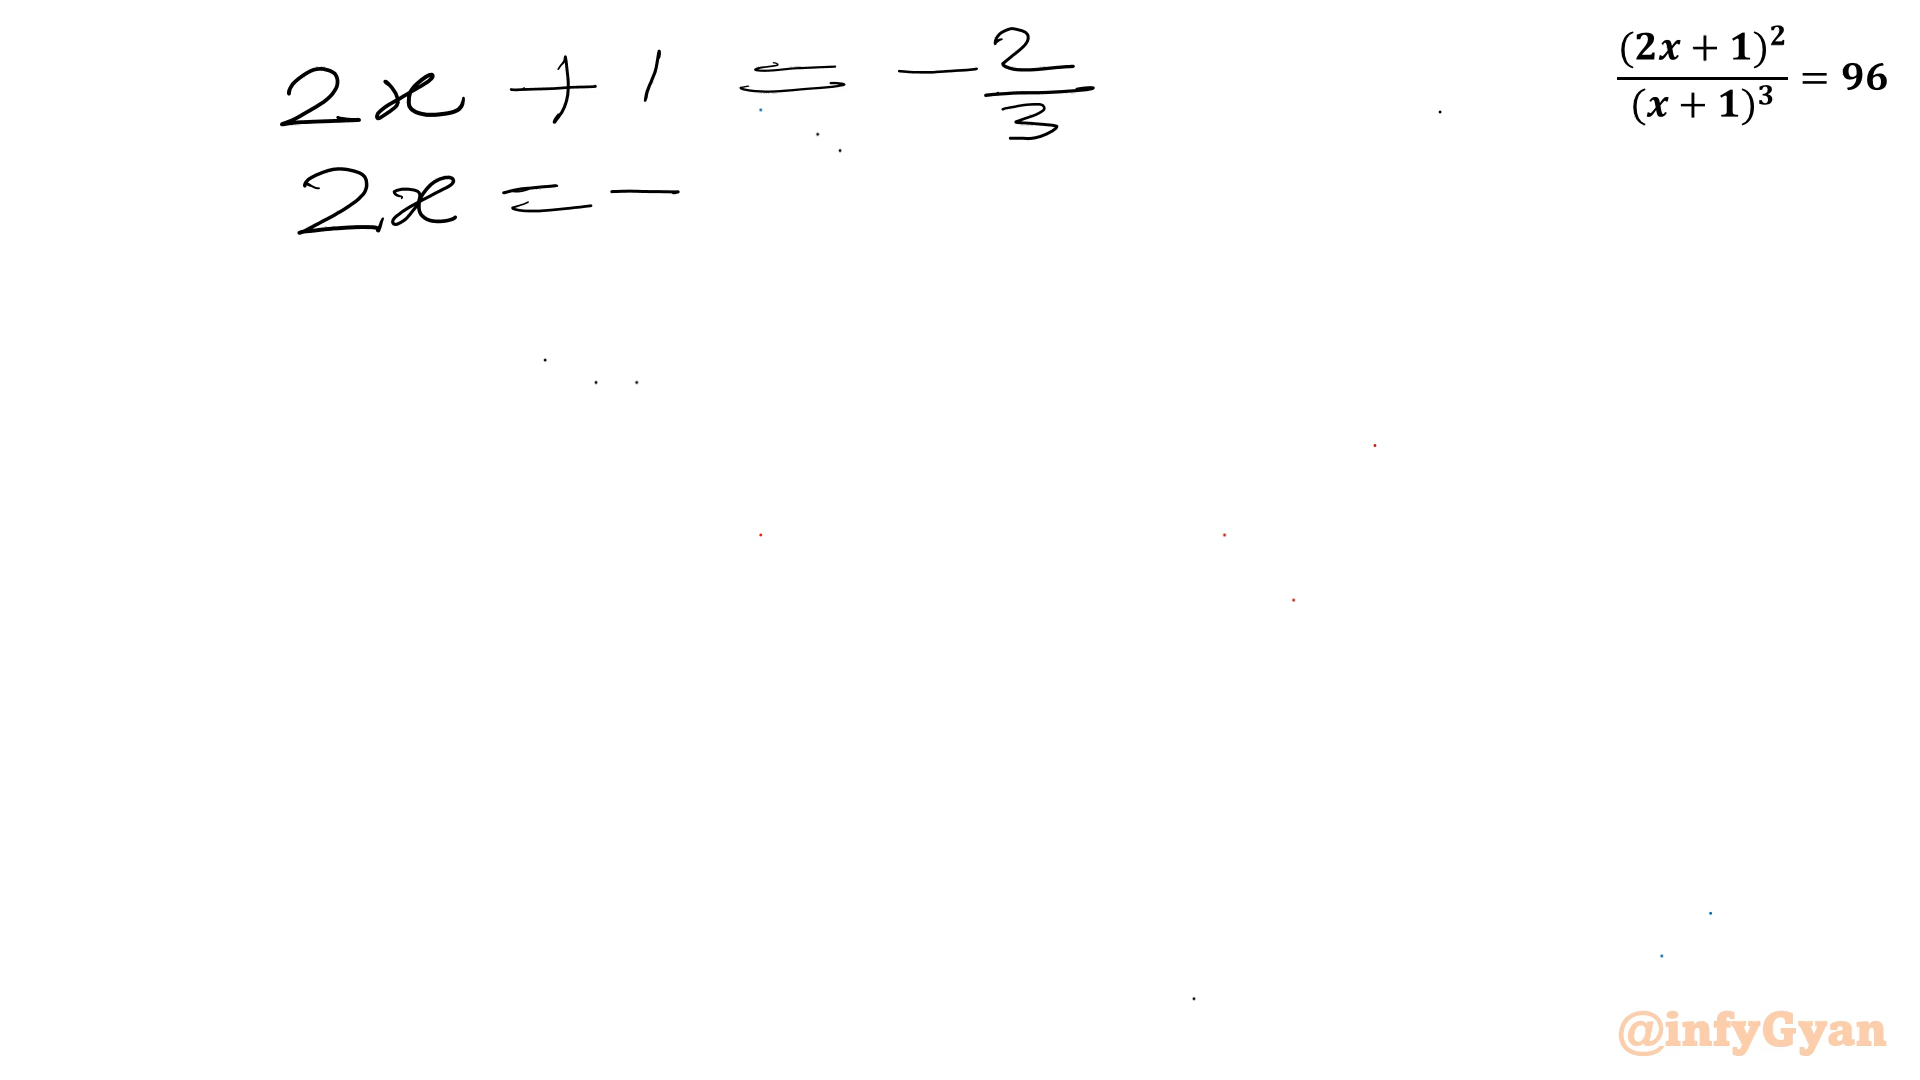 2x + 1 = -2/3
2x = -
(2x + 1)²/(x + 1)³ = 96
@infyGyan